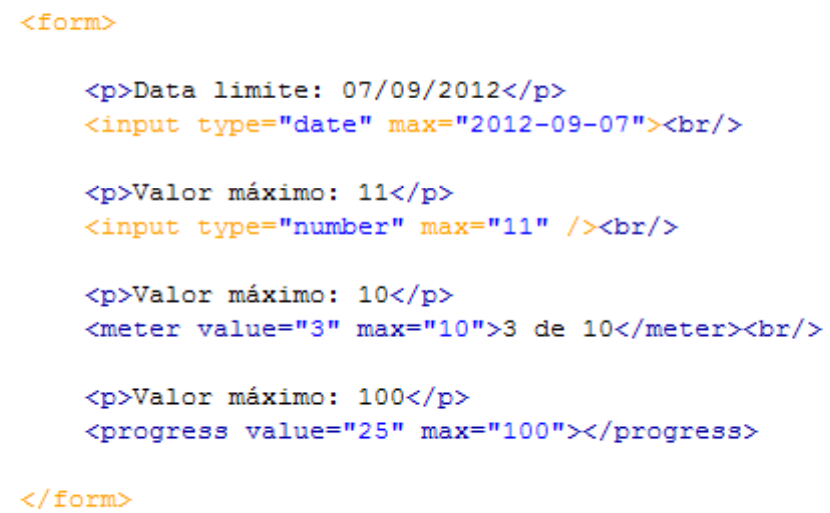 <form>
<p>Data limite: 07/09/2012</p>
<input type="date" max="2012-09-07"><br/>
<p>Valor máximo: 11</p>
<input type="number" max="11" /><br/>
<p>Valor máximo: 10</p>
<meter value="3" max="10">3 de 10</meter><br/>
<p>Valor máximo: 100</p>
<progress value="25" max="100"></progress>
</form>